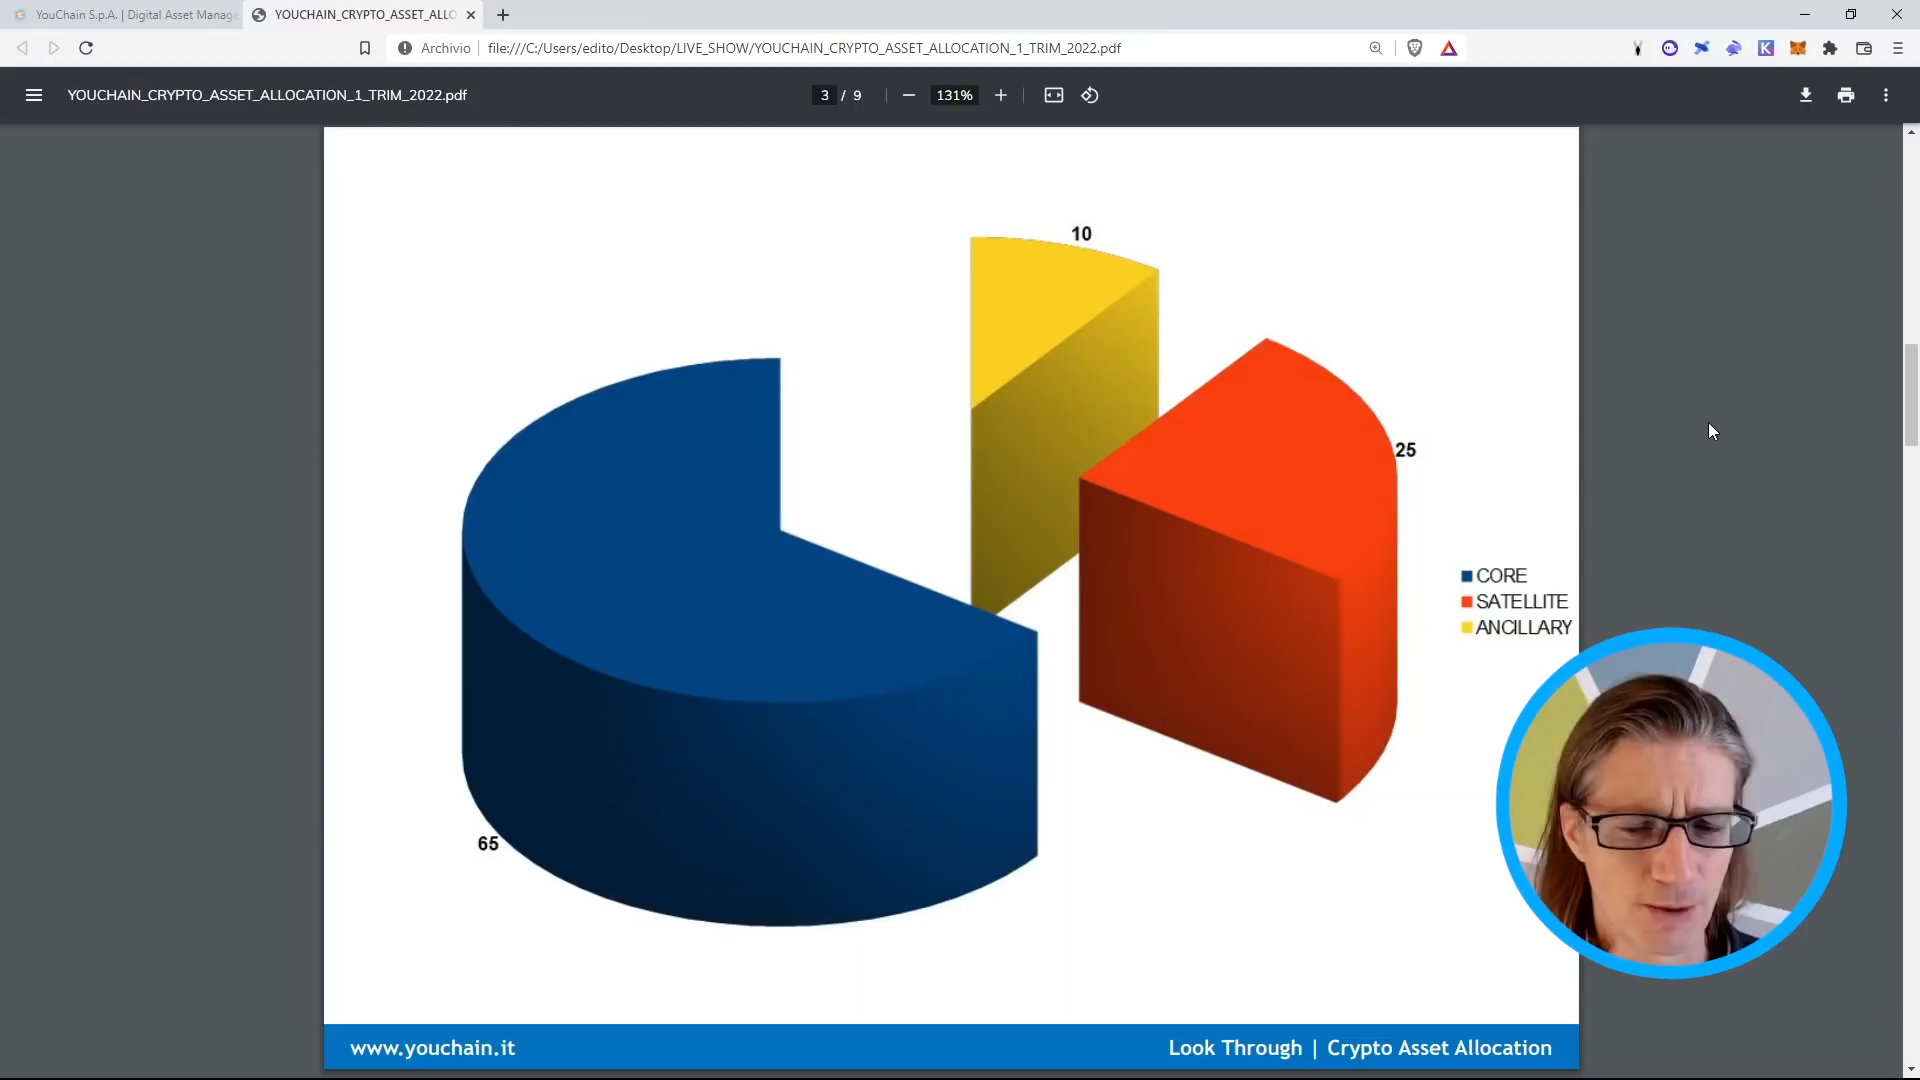 YouChain S.p.A. | Digital Asset Manag
YOUCHAIN_CRYPTO_ASSET_ALLO
Archivio
file:///C:/Users/edito/Desktop/LIVE_SHOW/YOUCHAIN_CRYPTO_ASSET_ALLOCATION_1_TRIM_2022.pdf
K
YOUCHAIN_CRYPTO_ASSET_ALLOCATION_1_TRIM_2022.pdf
3 / 9
131%
10
25
CORE
SATELLITE
ANCILLARY
65
www.youchain.it
Look Through | Crypto Asset Allocation